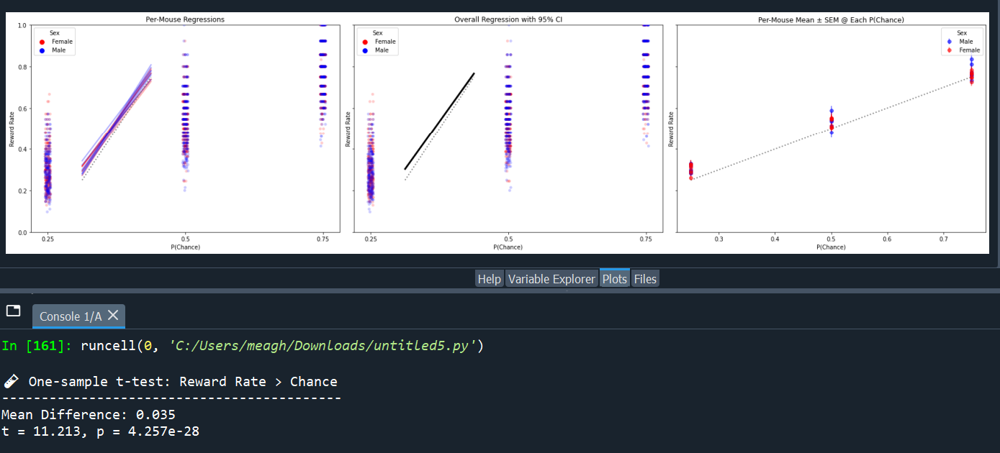 Per-Mouse Regressions
Overall Regression with 95% CI
Per-Mouse Mean ± SEM @ Each P(Chance)
Sex
Female
Male
Sex
Female
Male
Sex
Male
Female
1.0
0.8
0.6
0.4
0.2
0.0
Reward Rate
Reward Rate
Reward Rate
0.25
0.5
0.75
0.25
0.5
0.75
0.3
0.4
0.5
0.6
0.7
P(Chance)
P(Chance)
P(Chance)
Help Variable Explorer Plots Files
Console 1/A
In [161]: runcell(0, 'C:/Users/meagh/Downloads/untitled5.py')
One-sample t-test: Reward Rate > Chance
-------------------------------------------
Mean Difference: 0.035
t = 11.213, p = 4.257e-28